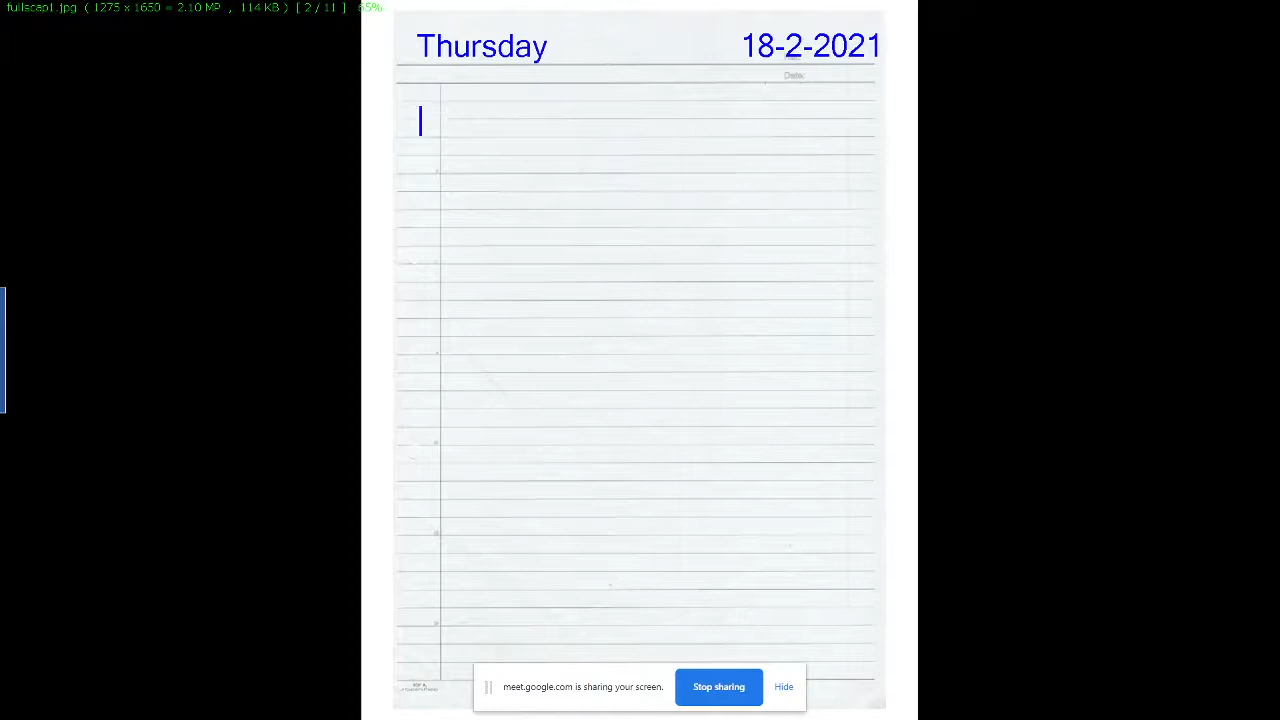 fullscap1.jpg ( 1275 x 1650 = 2.10 MP , 114 KB ) [ 2 / 11 ] 65%
Thursday 18-2-2021
Date:
meet.google.com is sharing your screen. Stop sharing Hide